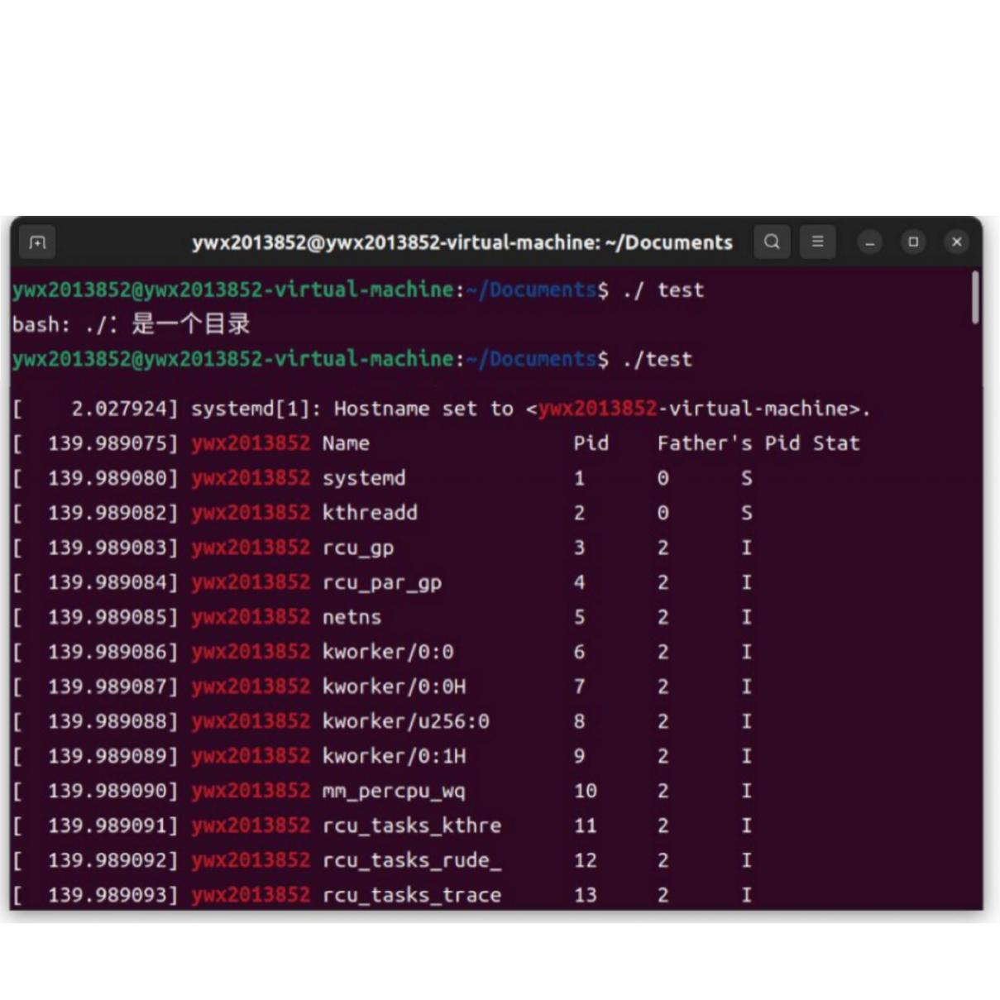 ywx2013852@ywx2013852-virtual-machine: ~/Documents
ywx2013852@ywx2013852-virtual-machine:~/Documents$ ./ test
bash: ./: 是一个目录
ywx2013852@ywx2013852-virtual-machine:~/Documents$ ./test
[    2.027924] systemd[1]: Hostname set to <ywx2013852-virtual-machine>.
[  139.989075] ywx2013852 Name                 Pid    Father's Pid Stat
[  139.989080] ywx2013852 systemd              1      0      S
[  139.989082] ywx2013852 kthreadd             2      0      S
[  139.989083] ywx2013852 rcu_gp               3      2      I
[  139.989084] ywx2013852 rcu_par_gp           4      2      I
[  139.989085] ywx2013852 netns                5      2      I
[  139.989086] ywx2013852 kworker/0:0          6      2      I
[  139.989087] ywx2013852 kworker/0:0H         7      2      I
[  139.989088] ywx2013852 kworker/u256:0       8      2      I
[  139.989089] ywx2013852 kworker/0:1H         9      2      I
[  139.989090] ywx2013852 mm_percpu_wq         10     2      I
[  139.989091] ywx2013852 rcu_tasks_kthre      11     2      I
[  139.989092] ywx2013852 rcu_tasks_rude_      12     2      I
[  139.989093] ywx2013852 rcu_tasks_trace      13     2      I